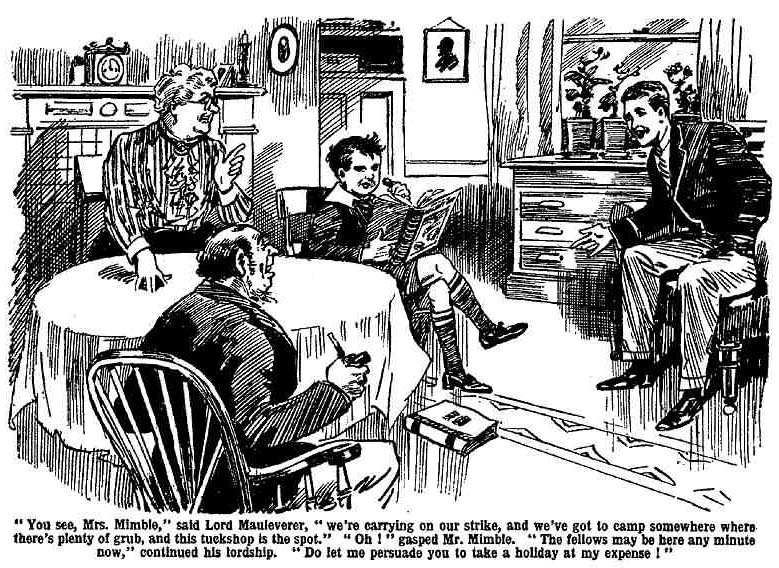 " You see, Mrs. Mimble," said Lord Mauleverer, " we're carrying on our strike, and we've got to camp somewhere where
there's plenty of grub, and this tuckshop is the spot." " Oh ! " gasped Mr. Mimble. " The fellows may be here any minute
now," continued his lordship. " Do let me persuade you to take a holiday at my expense ! "